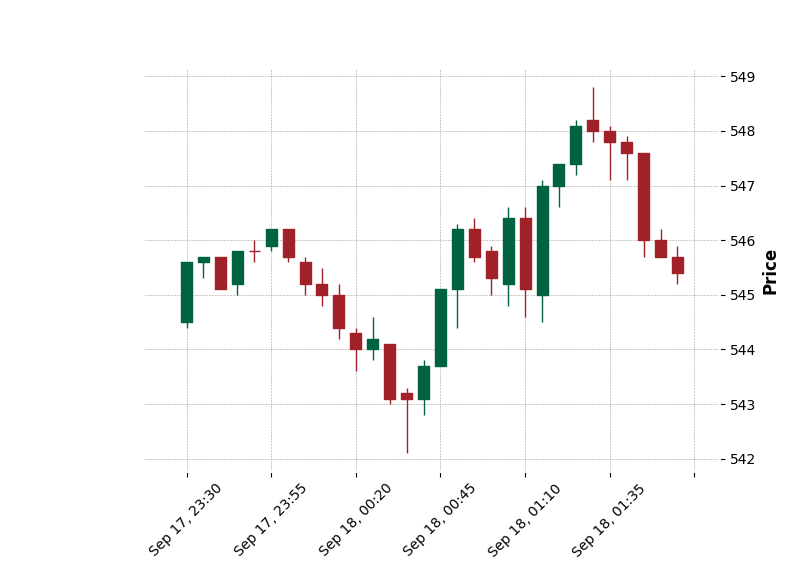 549
548
547
546
545
544
543
542
Price
Sep 17, 23:30
Sep 17, 23:55
Sep 18, 00:20
Sep 18, 00:45
Sep 18, 01:10
Sep 18, 01:35